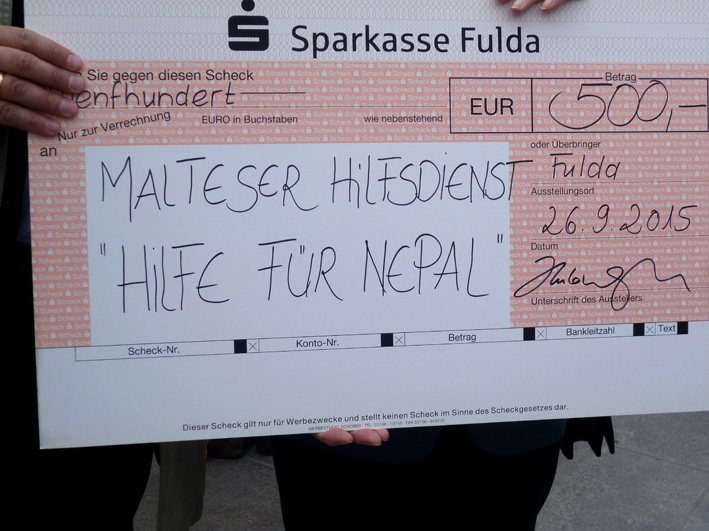 Sparkasse Fulda
Sie gegen diesen Scheck
Betrag
enfhundert
EUR
500,-
Nur zur Verrechnung
EURO in Buchstaben
wie nebenstehend
an
oder Überbringer
MALTESER HiLFSDiENST
Fulda
Ausstellungsort
26.9.2015
"HiLFE FÜR NEPAL"
Datum
Unterschrift des Ausstellers
Scheck-Nr.
Konto-Nr.
Betrag
Bankleitzahl
Text
Dieser Scheck gilt nur für Werbezwecke und stellt keinen Scheck im Sinne des Scheckgesetzes dar.